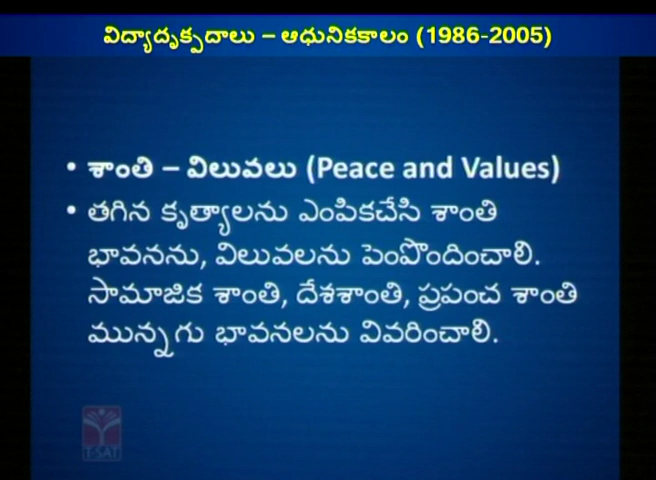 విద్యాదృక్పదాలు – ఆధునికకాలం (1986-2005)
• శాంతి – విలువలు (Peace and Values)
• తగిన కృత్యాలను ఎంపికచేసి శాంతి
భావనను, విలువలను పెంపొందించాలి.
సామాజిక శాంతి, దేశశాంతి, ప్రపంచ శాంతి
మున్నగు భావనలను వివరించాలి.
T-SAT